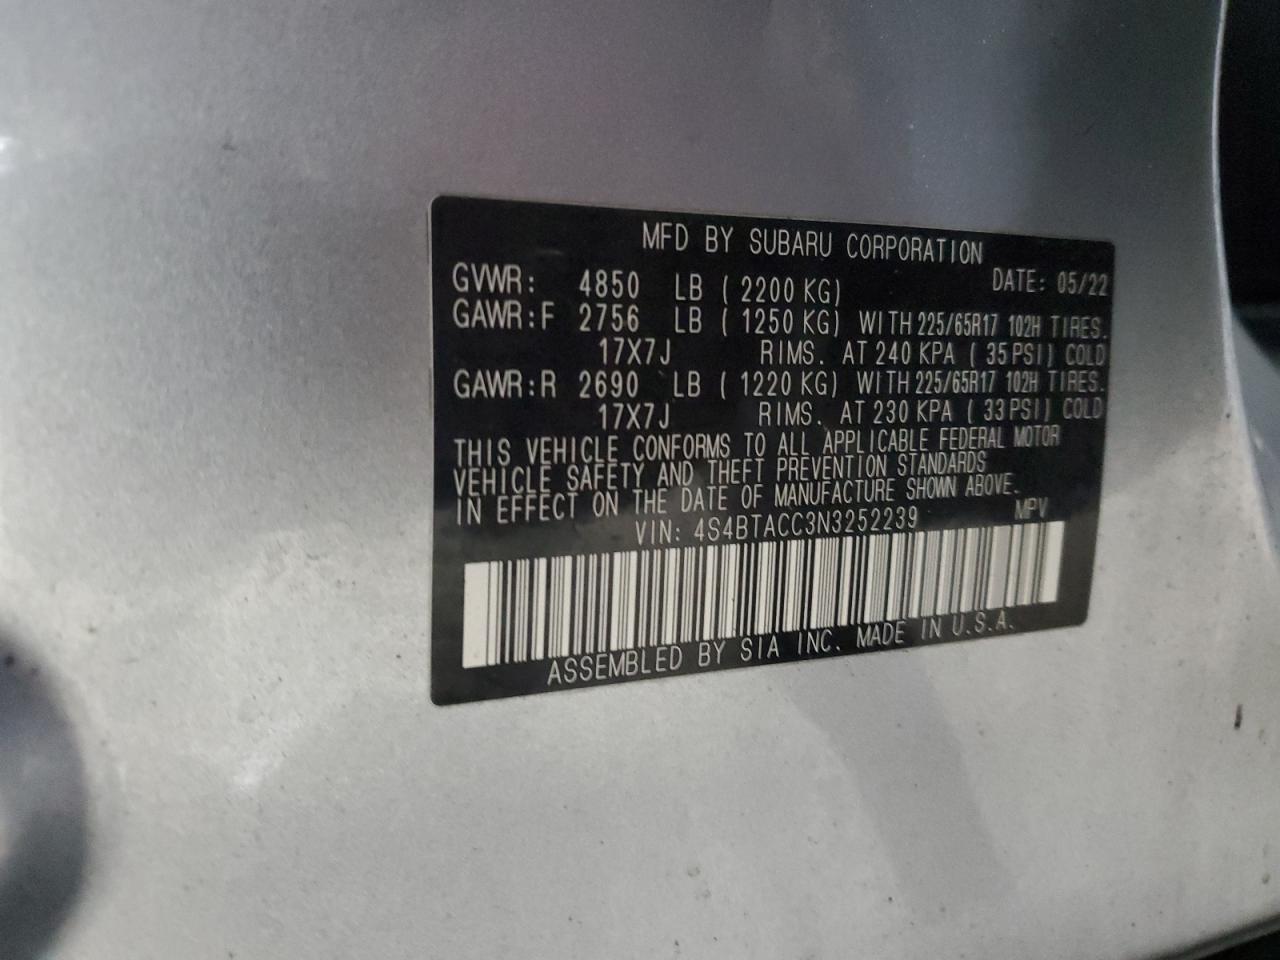 MFD BY SUBARU CORPORATION
DATE: 05/22
GVWR: 4850 LB ( 2200 KG)
GAWR:F 2756 LB ( 1250 KG) WITH 225/65R17 102H TIRES.
17X7J RIMS. AT 240 KPA ( 35 PSI) COLD
GAWR:R 2690 LB ( 1220 KG) WITH 225/65R17 102H TIRES.
17X7J RIMS. AT 230 KPA ( 33 PSI) COLD
THIS VEHICLE CONFORMS TO ALL APPLICABLE FEDERAL MOTOR
VEHICLE SAFETY AND THEFT PREVENTION STANDARDS
IN EFFECT ON THE DATE OF MANUFACTURE SHOWN ABOVE.
VIN: 4S4BTACC3N3252239 MPV
ASSEMBLED BY SIA INC. MADE IN U.S.A.